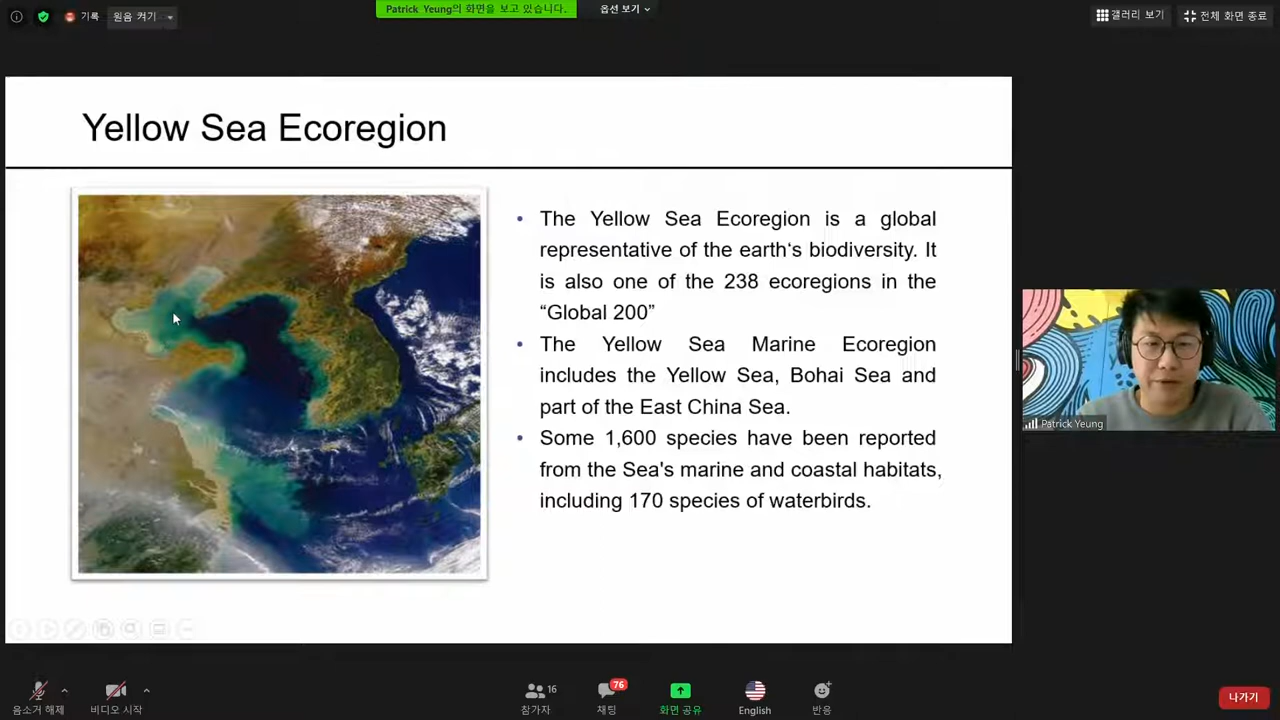 기록
원음 켜기
Patrick Yeung의 화면을 보고 있습니다.
옵션 보기
갤러리 보기
전체 화면 종료
Yellow Sea Ecoregion
• The Yellow Sea Ecoregion is a global
representative of the earth‘s biodiversity. It
is also one of the 238 ecoregions in the
“Global 200”
• The Yellow Sea Marine Ecoregion
includes the Yellow Sea, Bohai Sea and
part of the East China Sea.
• Some 1,600 species have been reported
from the Sea's marine and coastal habitats,
including 170 species of waterbirds.
Patrick Yeung
음소거 해제
비디오 시작
16
참가자
76
채팅
화면 공유
English
반응
나가기